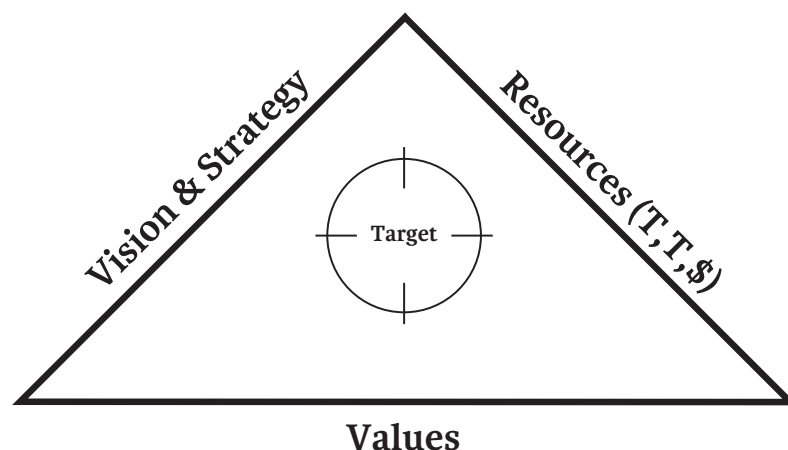 Vision & Strategy
Resources (T,T,$)
Target
Values